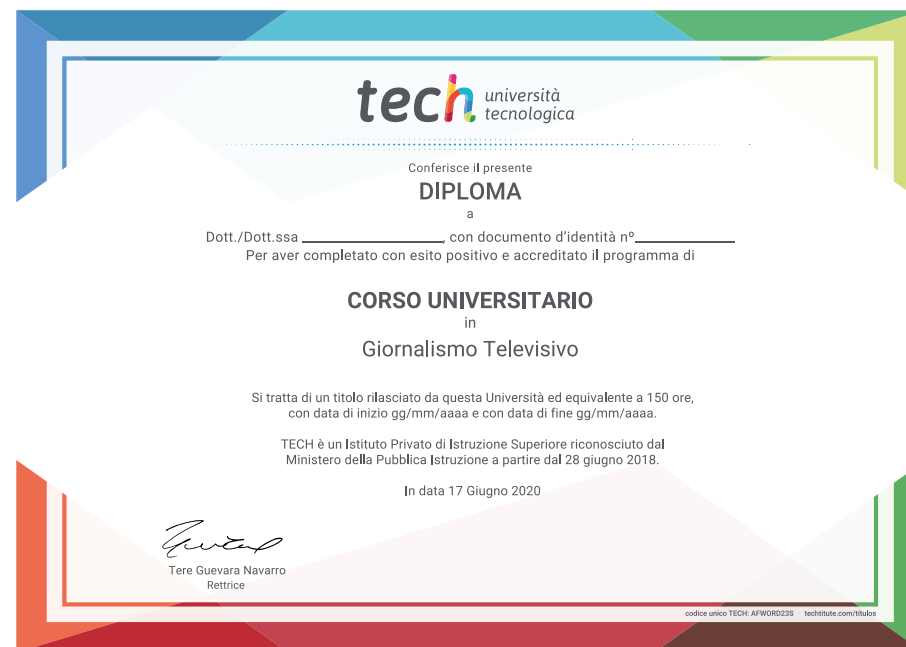 tech università
tecnologica
Conferisce il presente
DIPLOMA
a
Dott./Dott.ssa ____________________, con documento d'identità nº______________
Per aver completato con esito positivo e accreditato il programma di
CORSO UNIVERSITARIO
in
Giornalismo Televisivo
Si tratta di un titolo rilasciato da questa Università ed equivalente a 150 ore,
con data di inizio gg/mm/aaaa e con data di fine gg/mm/aaaa.
TECH è un Istituto Privato di Istruzione Superiore riconosciuto dal
Ministero della Pubblica Istruzione a partire dal 28 giugno 2018.
In data 17 Giugno 2020
Tere Guevara Navarro
Rettrice
codice unico TECH: AFWORD23S techtitute.com/títulos